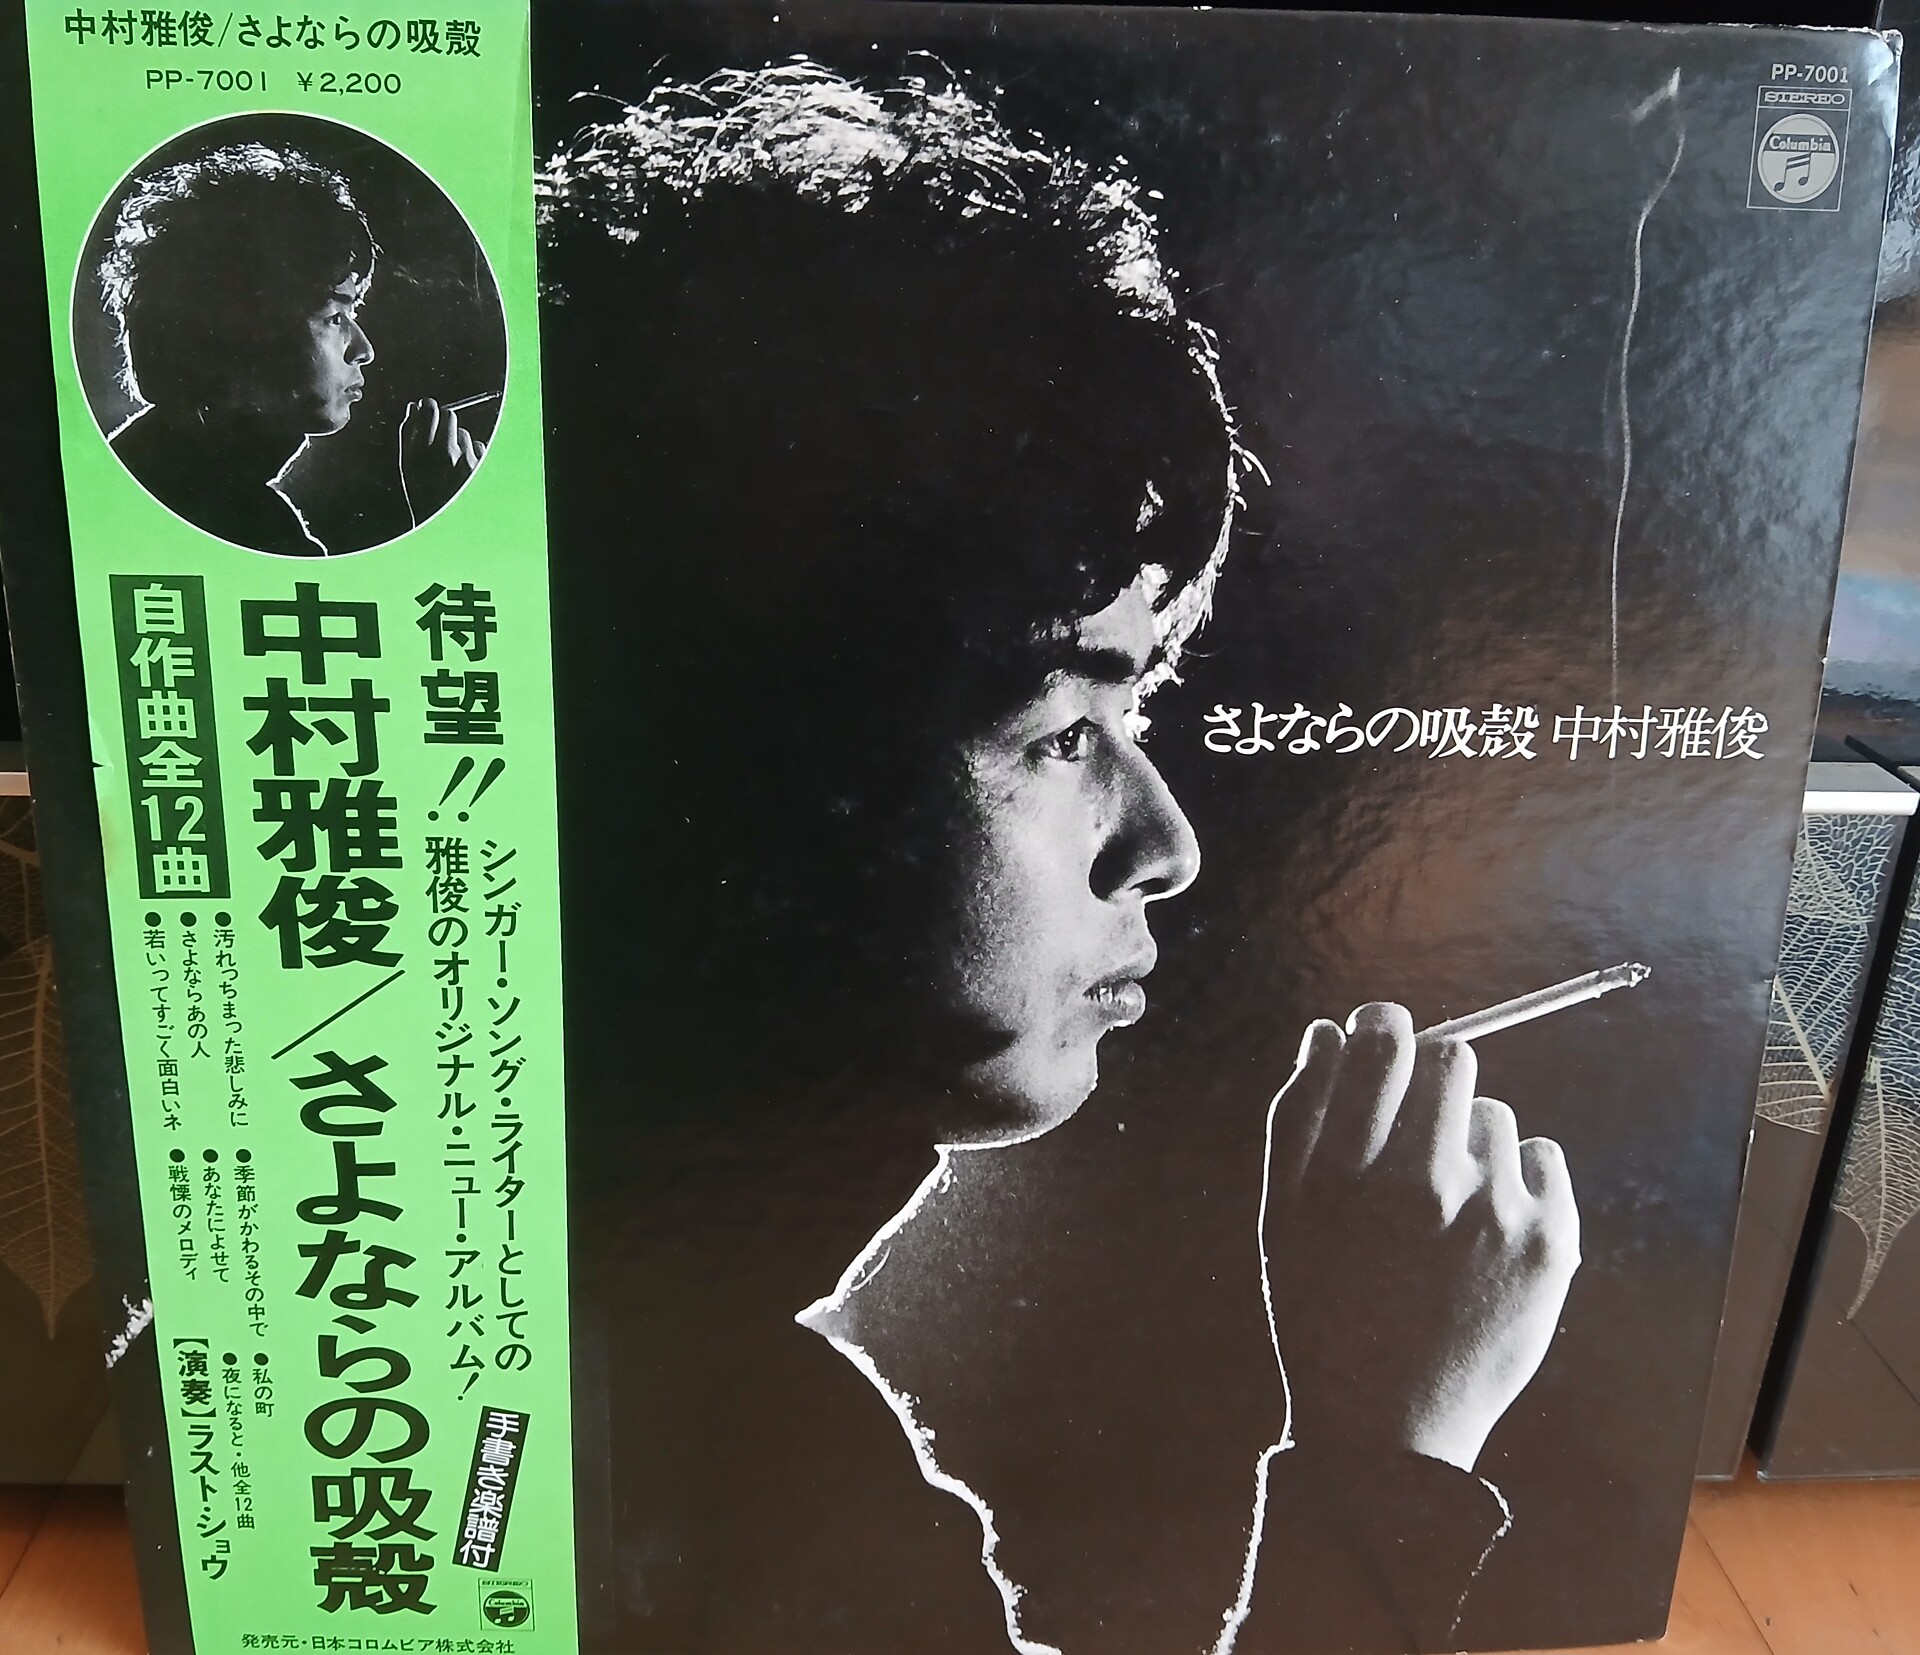 中村雅俊/さよならの吸殻
PP-7001 ¥2,200
待望!!
シンガー・ソング・ライターとしての
雅俊のオリジナル・ニュー・アルバム!
手書き楽譜付
中村雅俊/さよならの吸殻
自作曲全12曲
●汚れっちまった悲しみに
●さよならあの人
●若いってすごく面白いネ
●季節がかわるその中で
●あなたによせて
●戦慄のメロディ
●私の町
●夜になると・他全12曲
【演奏】ラスト・ショウ
STEREO
Columbia
発売元・日本コロムビア株式会社
PP-7001
STEREO
Columbia
さよならの吸殻 中村雅俊